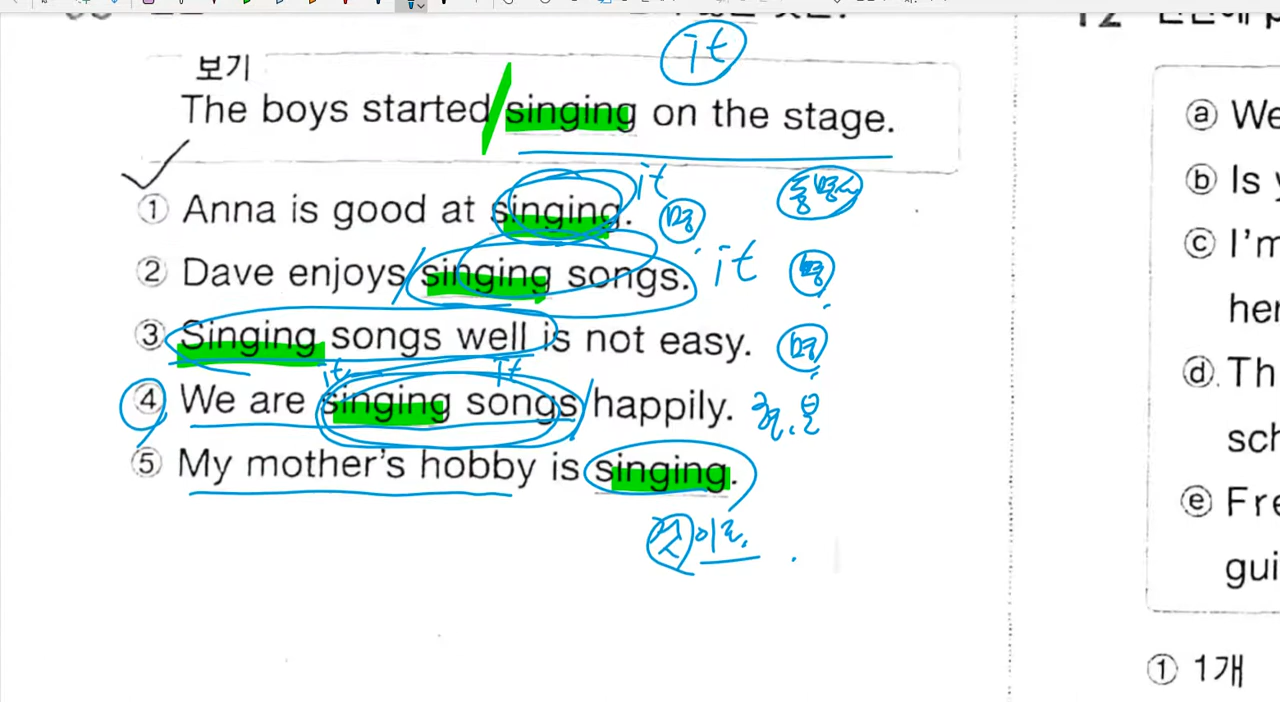 it
보기
The boys started singing on the stage.
① Anna is good at singing. it 명 동명사
② Dave enjoys singing songs. it 명
③ Singing songs well is not easy. 명
it it
④ We are singing songs happily.
⑤ My mother's hobby is singing.
것이다.
12
ⓐ We
ⓑ Is
ⓒ I'm
her
ⓓ Th
sch
ⓔ Fre
gui
① 1개